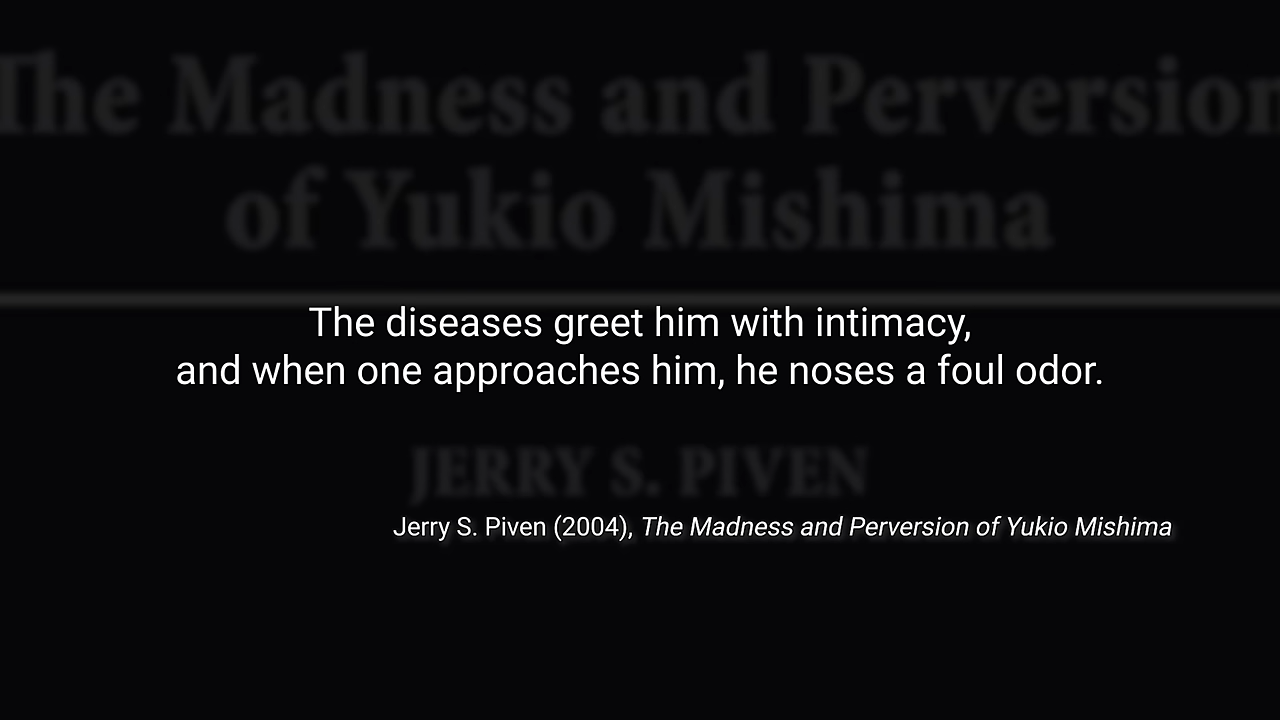 The Madness and Perversion
of Yukio Mishima
The diseases greet him with intimacy,
and when one approaches him, he noses a foul odor.
JERRY S. PIVEN
Jerry S. Piven (2004), The Madness and Perversion of Yukio Mishima